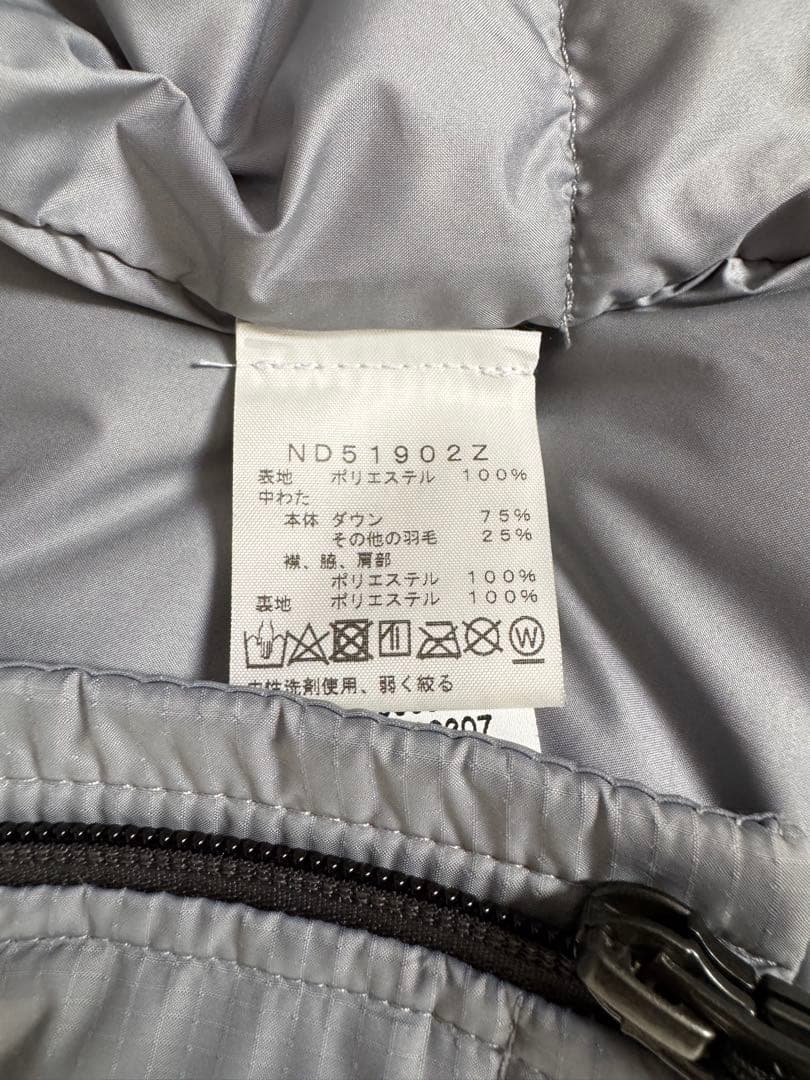 ND51902Z
表地 ポリエステル 100%
中わた
本体 ダウン 75%
その他の羽毛 25%
襟、脇、肩部
ポリエステル 100%
裏地 ポリエステル 100%
W
中性洗剤使用、弱く絞る
0207